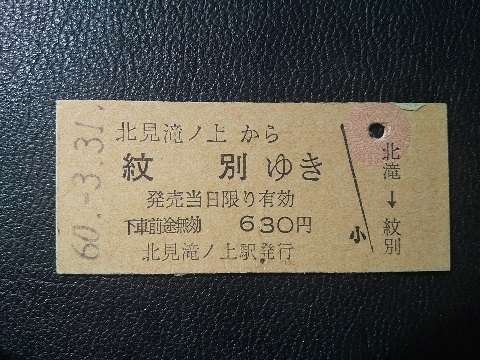 60.-3.31.
北見滝ノ上 から
紋 別 ゆき
発売当日限り有効
下車前途無効 630円
北見滝ノ上駅発行
小
北滝→紋別